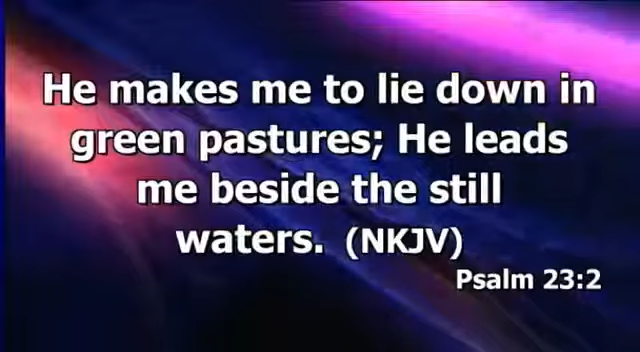 He makes me to lie down in
green pastures; He leads
me beside the still
waters. (NKJV)
Psalm 23:2